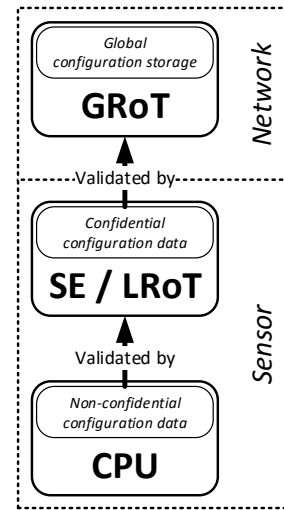 Global
configuration storage
GRoT
Network
Validated by
Confidential
configuration data
SE / LRoT
Sensor
Validated by
Non-confidential
configuration data
CPU